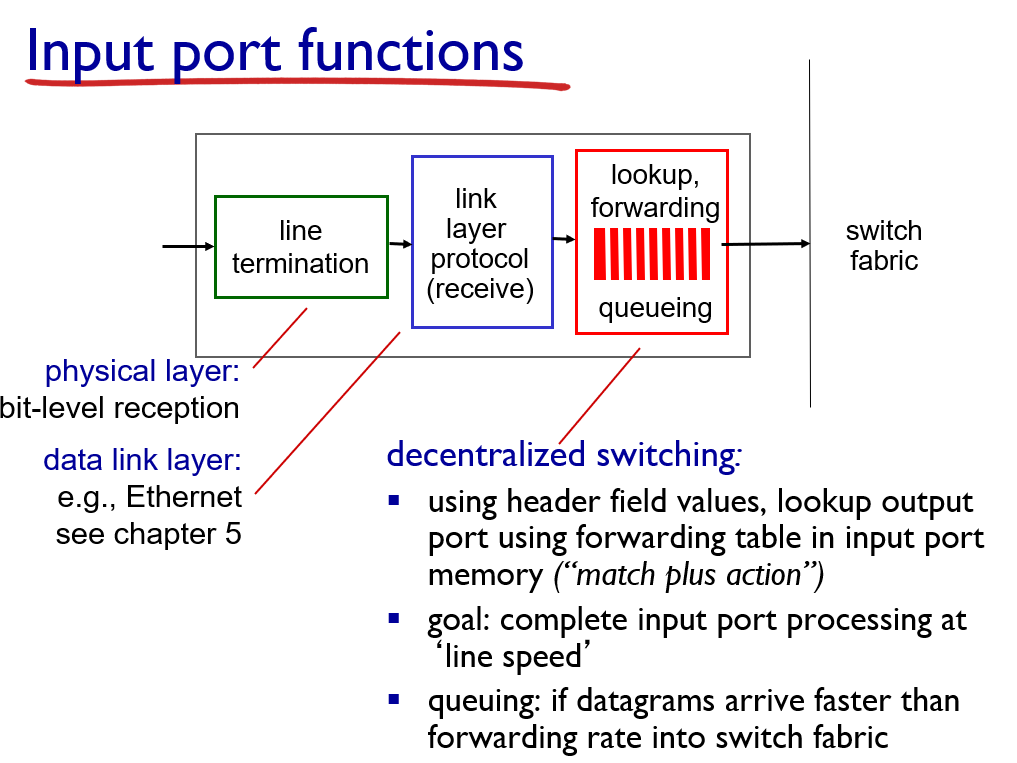 Input port functions
line
termination
link
layer
protocol
(receive)
lookup,
forwarding
queueing
switch
fabric
physical layer:
bit-level reception
data link layer:
e.g., Ethernet
see chapter 5
decentralized switching:
▪ using header field values, lookup output
port using forwarding table in input port
memory (“match plus action”)
▪ goal: complete input port processing at
‘line speed’
▪ queuing: if datagrams arrive faster than
forwarding rate into switch fabric